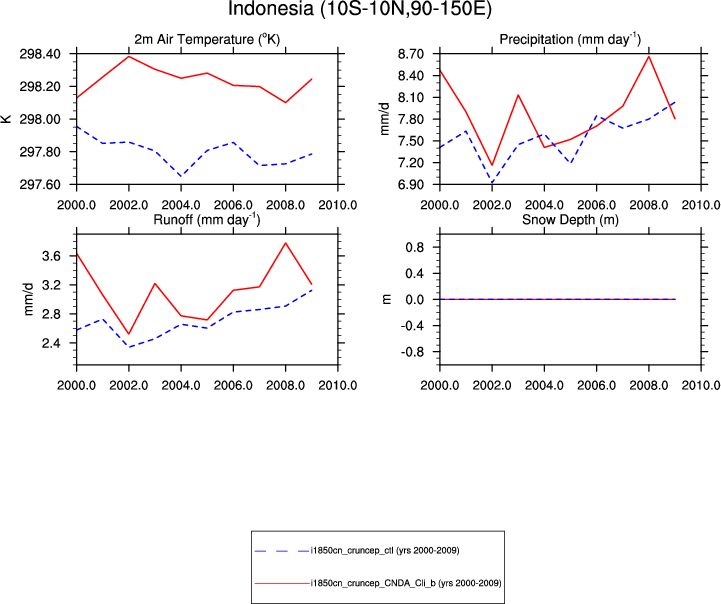 Indonesia (10S-10N,90-150E)
2m Air Temperature (°K)
Precipitation (mm day-1)
298.40
298.20
298.00
297.80
297.60
K
2000.0 2002.0 2004.0 2006.0 2008.0 2010.0
8.70
8.40
8.10
7.80
7.50
7.20
6.90
mm/d
2000.0 2002.0 2004.0 2006.0 2008.0 2010.0
Runoff (mm day-1)
Snow Depth (m)
3.6
3.2
2.8
2.4
mm/d
2000.0 2002.0 2004.0 2006.0 2008.0 2010.0
0.8
0.4
0.0
-0.4
-0.8
m
2000.0 2002.0 2004.0 2006.0 2008.0 2010.0
i1850cn_cruncep_ctl (yrs 2000-2009)
i1850cn_cruncep_CNDA_Cli_b (yrs 2000-2009)